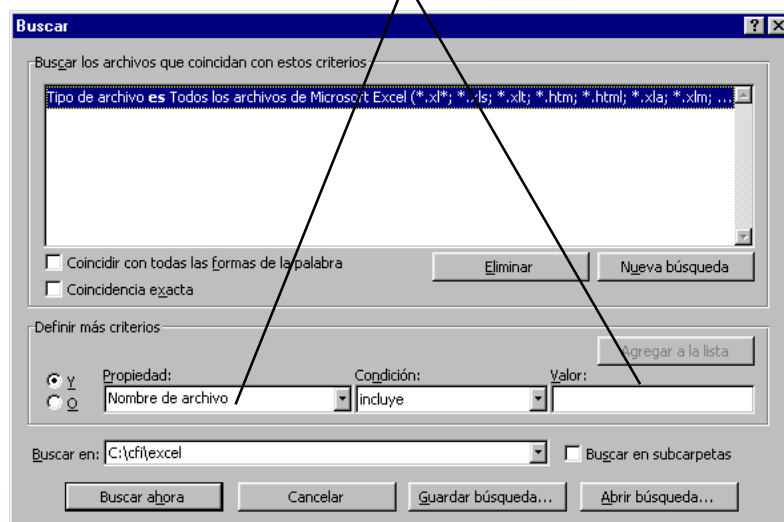 Buscar
Buscar los archivos que coincidan con estos criterios
Tipo de archivo es Todos los archivos de Microsort Excel (*.xl*; *.xls; *.xlt; *.htm; *.html; *.xla; *.xlm; ...
Coincidir con todas las formas de la palabra
Eliminar
Nueva búsqueda
Coincidencia exacta
Definir más criterios
Agregar a la lista
Y
O
Propiedad:
Condición:
Valor:
Nombre de archivo
incluye
Buscar en: C:\cfi\excel
Buscar en subcarpetas
Buscar ahora
Cancelar
Guardar búsqueda...
Abrir búsqueda...